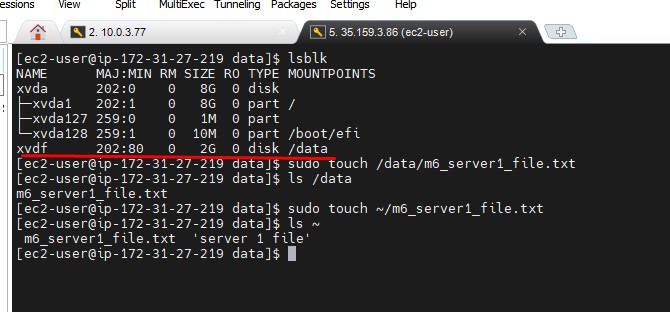 essions View Split MultiExec Tunneling Packages Settings Help
2. 10.0.3.77
5. 35.159.3.86 (ec2-user)
[ec2-user@ip-172-31-27-219 data]$ lsblk
NAME MAJ:MIN RM SIZE RO TYPE MOUNTPOINTS
xvda 202:0 0 8G 0 disk
├─xvda1 202:1 0 8G 0 part /
├─xvda127 259:0 0 1M 0 part
└─xvda128 259:1 0 10M 0 part /boot/efi
xvdf 202:80 0 2G 0 disk /data
[ec2-user@ip-172-31-27-219 data]$ sudo touch /data/m6_server1_file.txt
[ec2-user@ip-172-31-27-219 data]$ ls /data
m6_server1_file.txt
[ec2-user@ip-172-31-27-219 data]$ sudo touch ~/m6_server1_file.txt
[ec2-user@ip-172-31-27-219 data]$ ls ~
m6_server1_file.txt 'server 1 file'
[ec2-user@ip-172-31-27-219 data]$